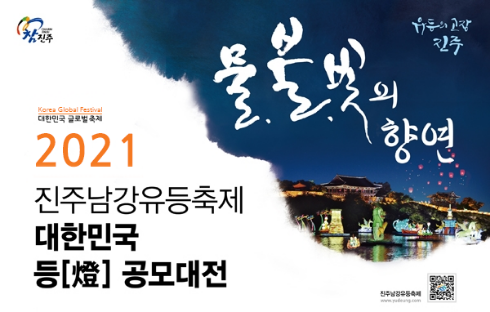 참진주
유등의 고장
진주
물, 불, 빛의
향연
Korea Global Festival
대한민국 글로벌 축제
2021
진주남강유등축제
대한민국
등[燈] 공모대전
진주남강유등축제
www.yudeung.com